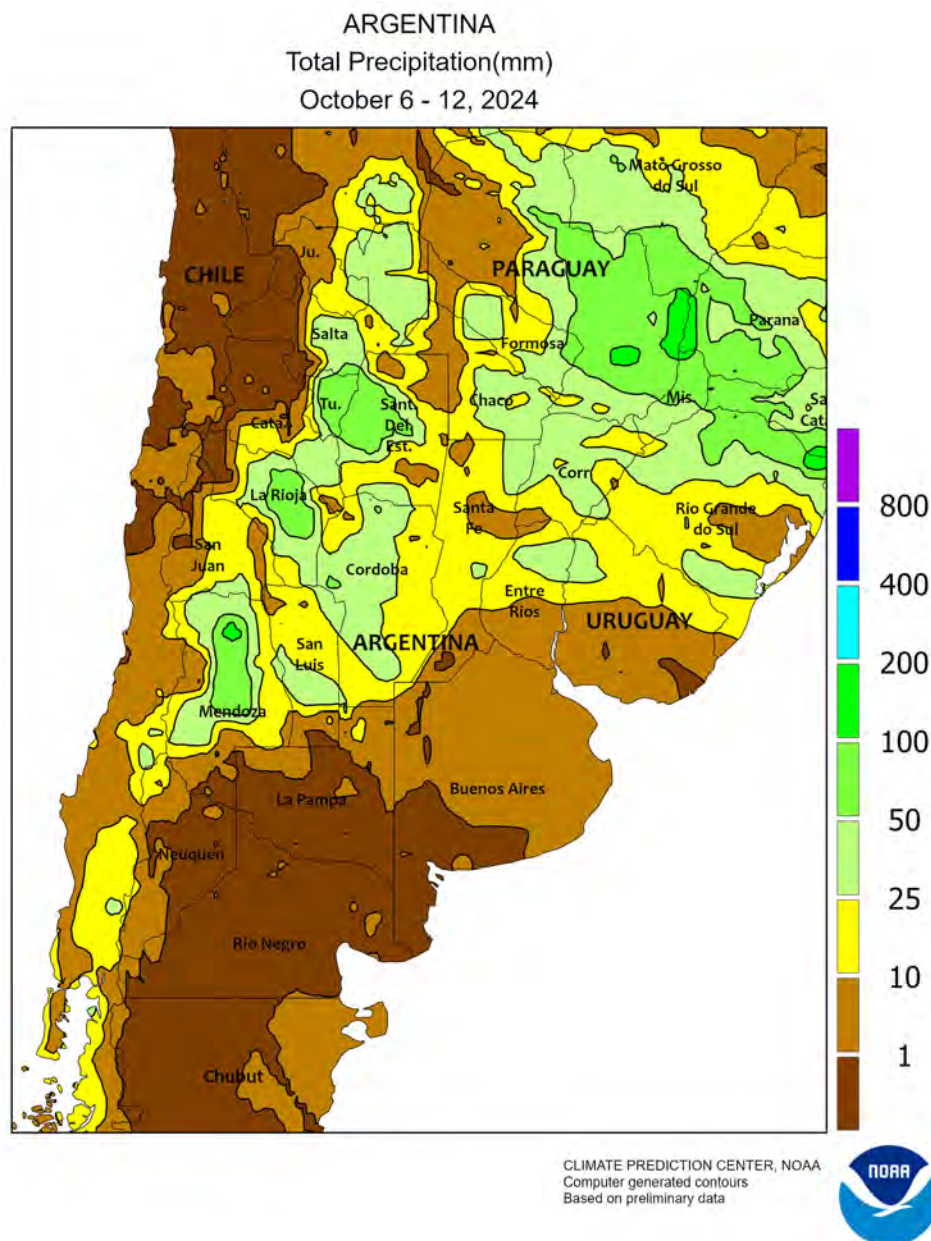 ARGENTINA
Total Precipitation(mm)
October 6 - 12, 2024
Mato Grosso
do Sul
Ju.
CHILE
PARAGUAY
Parana
Salta
Formosa
Tu.
Sant.
Del
Est.
Chaco
Mis.
Sa
Cat.
Cata.
La Rioja
Corr
Santa
Fe
Rio Grande
do Sul
San
Juan
Cordoba
Entre
Rios
URUGUAY
ARGENTINA
San
Luis
Mendoza
Buenos Aires
La Pampa
Neuquen
Rio Negro
Chubut
800
400
200
100
50
25
10
1
CLIMATE PREDICTION CENTER, NOAA
Computer generated contours
Based on preliminary data
NOAA